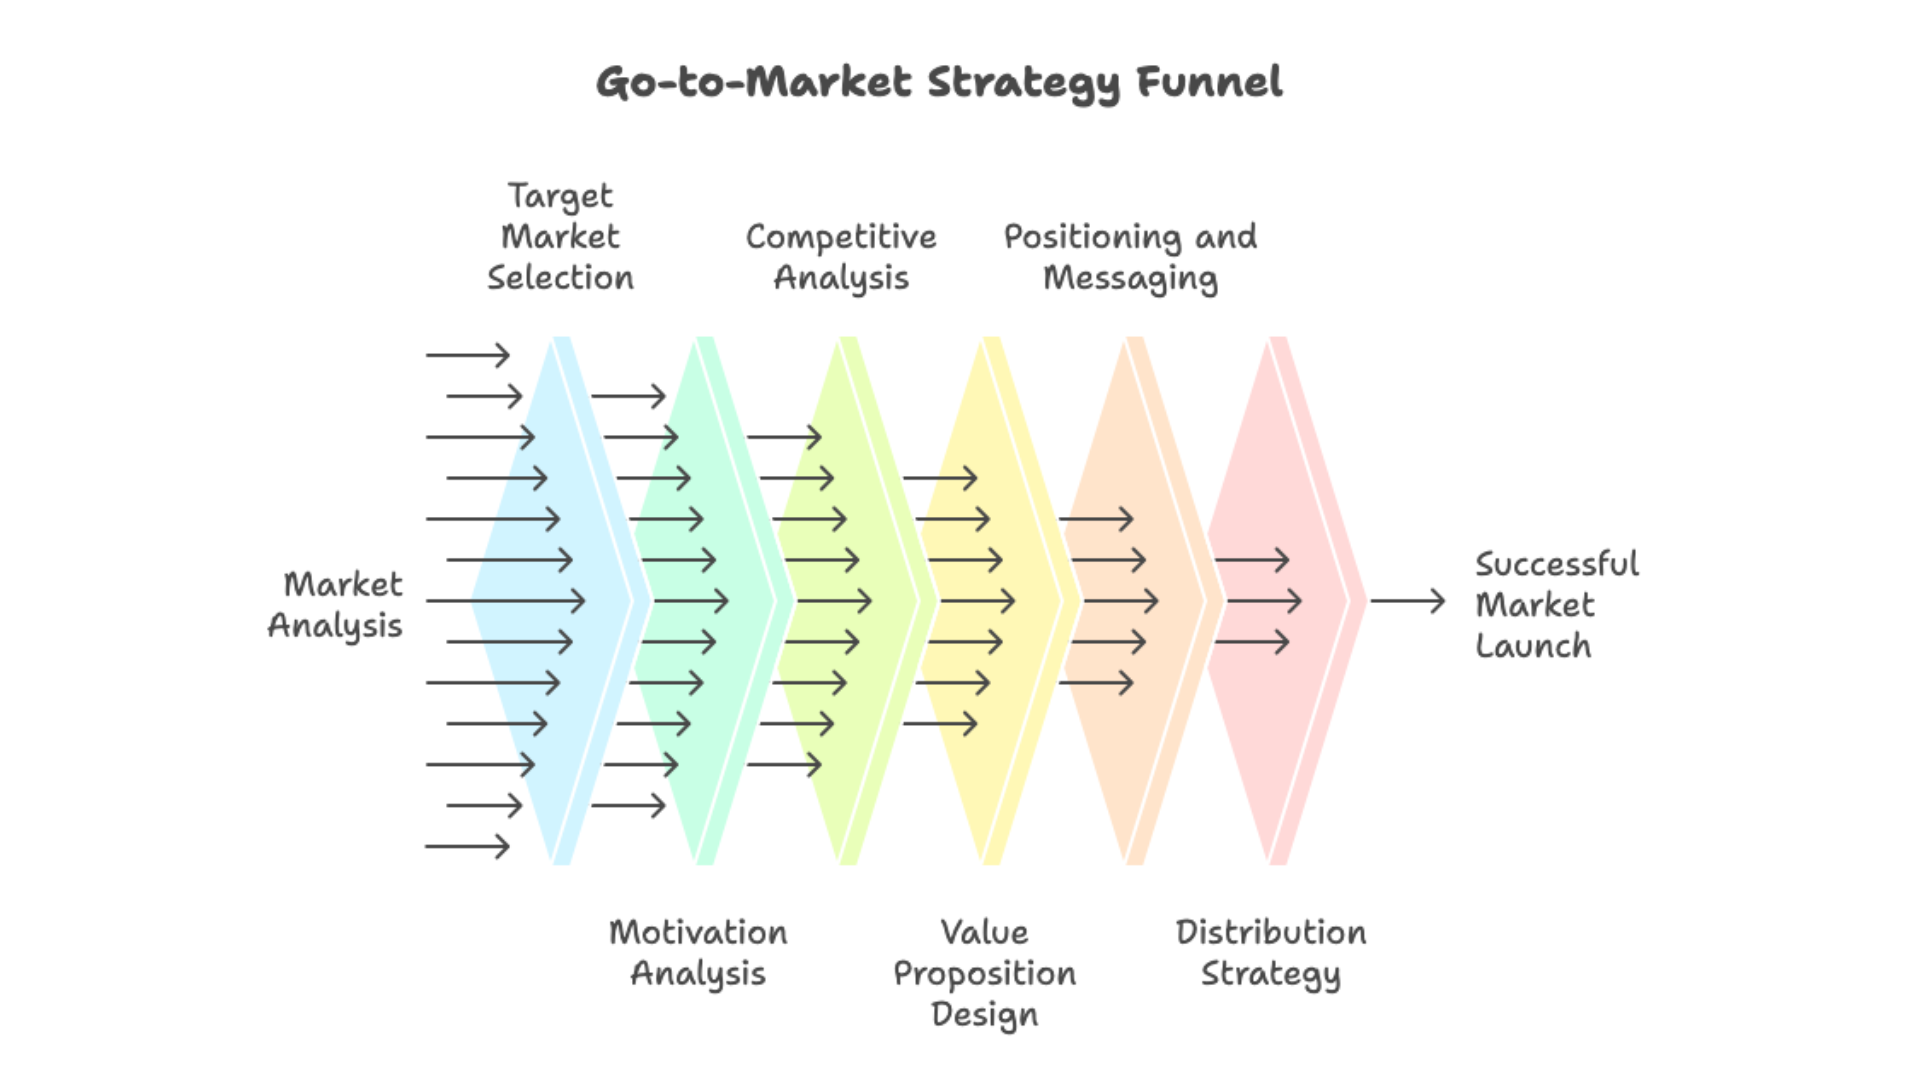 Go-to-Market Strategy Funnel
Target
Market
Selection
Competitive
Analysis
Positioning and
Messaging
Market
Analysis
Successful
Market
Launch
Motivation
Analysis
Value
Proposition
Design
Distribution
Strategy